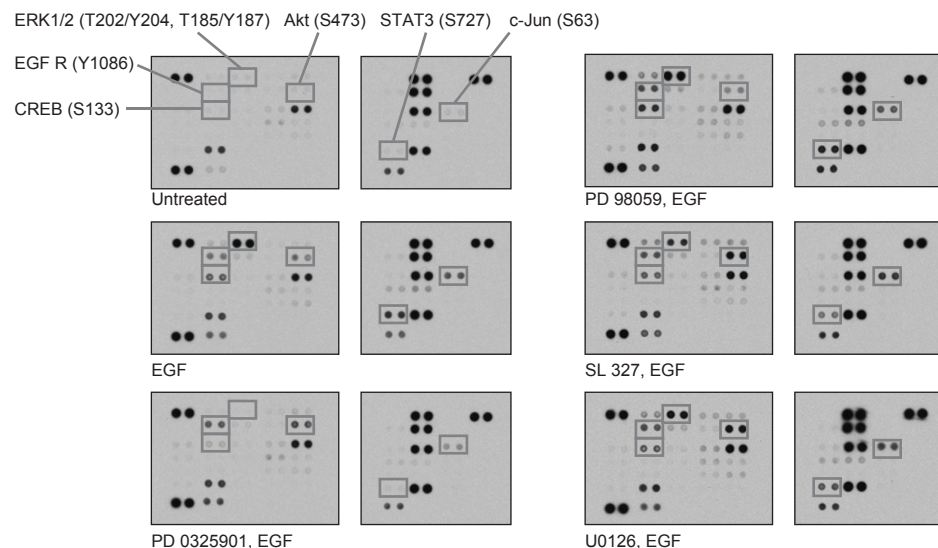 ERK1/2 (T202/Y204, T185/Y187) Akt (S473) STAT3 (S727) c-Jun (S63)
EGF R (Y1086)
CREB (S133)
Untreated
PD 98059, EGF
EGF
SL 327, EGF
PD 0325901, EGF
U0126, EGF